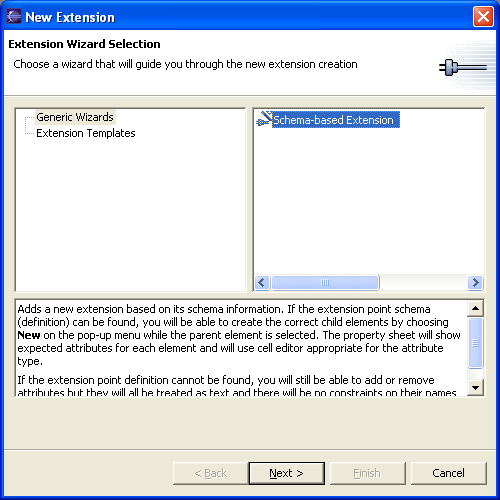 New Extension
Extension Wizard Selection
Choose a wizard that will guide you through the new extension creation
Generic Wizards
Extension Templates
Schema-based Extension
Adds a new extension based on its schema information. If the extension point schema
(definition) can be found, you will be able to create the correct child elements by choosing
New on the pop-up menu while the parent element is selected. The property sheet will show
expected attributes for each element and will use cell editor appropriate for the attribute
type.
If the extension point definition cannot be found, you will still be able to add or remove
attributes but they will all be treated as text and there will be no constraints on their names
< Back
Next >
Finish
Cancel